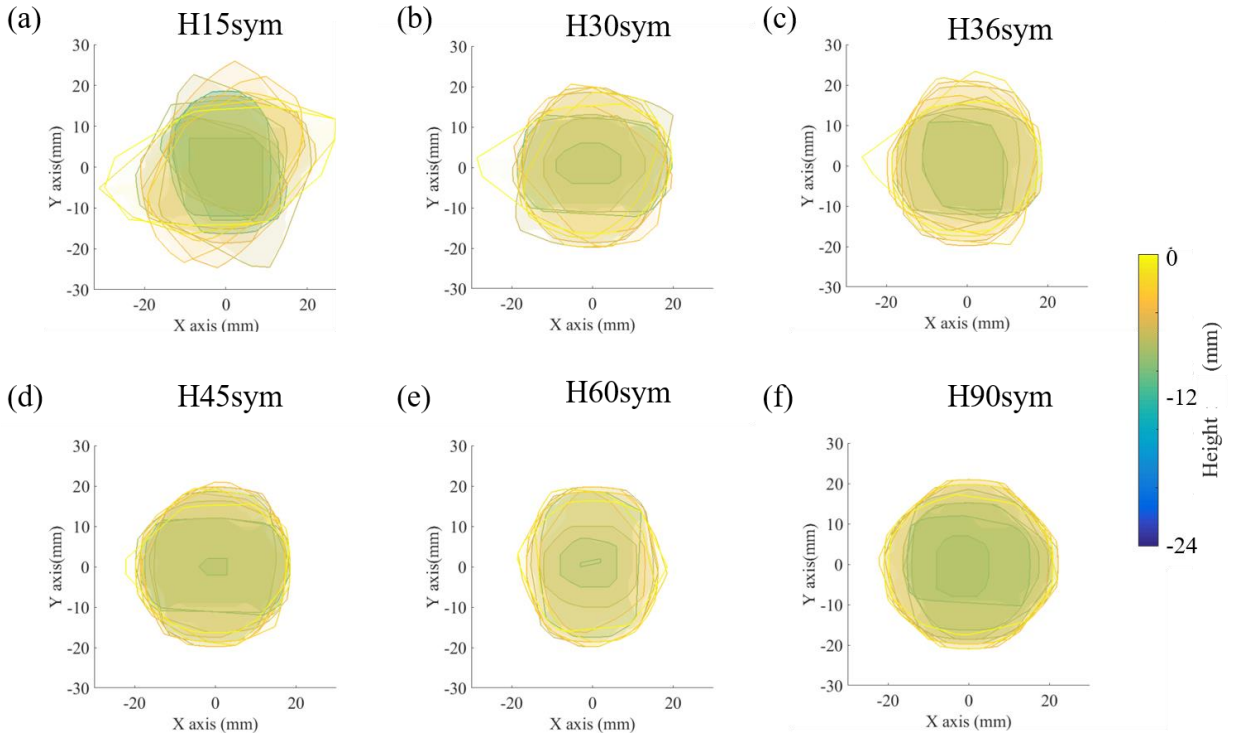 (a) H15sym
(b) H30sym
(c) H36sym
30
20
10
0
-10
-20
-30
Y axis(mm)
-20 0 20
X axis (mm)
30
20
10
0
-10
-20
-30
Y axis(mm)
-20 0 20
X axis (mm)
30
20
10
0
-10
-20
-30
Y axis(mm)
-20 0 20
X axis (mm)
0
-12
-24
Height (mm)
(d) H45sym
(e) H60sym
(f) H90sym
30
20
10
0
-10
-20
-30
Y axis(mm)
-20 0 20
X axis (mm)
30
20
10
0
-10
-20
-30
Y axis(mm)
-20 0 20
X axis (mm)
30
20
10
0
-10
-20
-30
Y axis(mm)
-20 0 20
X axis (mm)